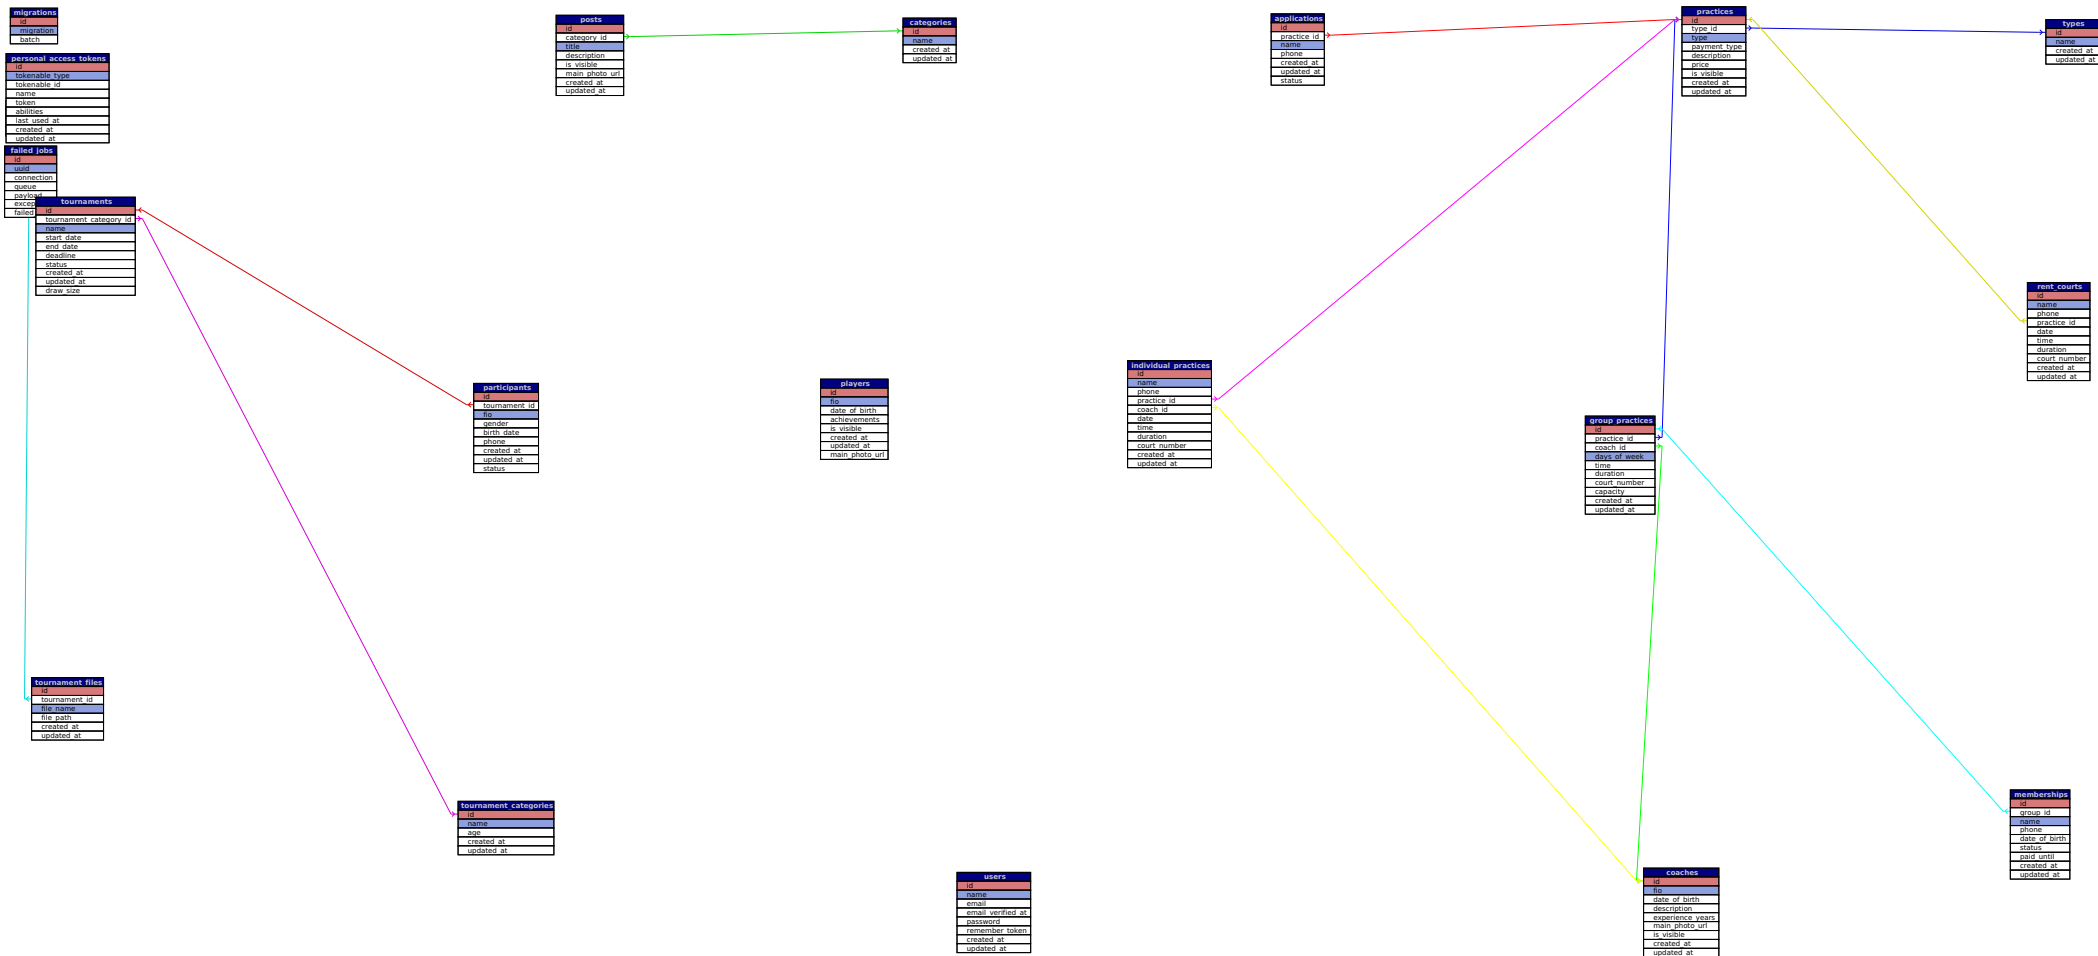 migrations
id
migration
batch
personal_access_tokens
id
tokenable_type
tokenable_id
name
token
abilities
last_used_at
created_at
updated_at
failed_jobs
id
uuid
connection
queue
payload
excep
failed
tournaments
id
tournament_category_id
name
start_date
end_date
deadline
status
created_at
updated_at
draw_size
tournament_files
id
tournament_id
file_name
file_path
created_at
updated_at
posts
id
category_id
title
description
is_visible
main_photo_url
created_at
updated_at
categories
id
name
created_at
updated_at
participants
id
tournament_id
fio
gender
birth_date
phone
created_at
updated_at
status
players
id
fio
date_of_birth
achievements
is_visible
created_at
updated_at
main_photo_url
tournament_categories
id
name
age
created_at
updated_at
users
id
name
email
email_verified_at
password
remember_token
created_at
updated_at
applications
id
practice_id
name
phone
created_at
updated_at
status
practices
id
type_id
type
payment_type
description
price
is_visible
created_at
updated_at
types
id
name
created_at
updated_at
rent_courts
id
name
phone
practice_id
date
time
duration
court_number
created_at
updated_at
individual_practices
id
name
phone
practice_id
coach_id
date
time
duration
court_number
created_at
updated_at
group_practices
id
practice_id
coach_id
days_of_week
time
duration
court_number
capacity
created_at
updated_at
memberships
id
group_id
name
phone
date_of_birth
status
paid_until
created_at
updated_at
coaches
id
fio
date_of_birth
description
experience_years
main_photo_url
is_visible
created_at
updated_at